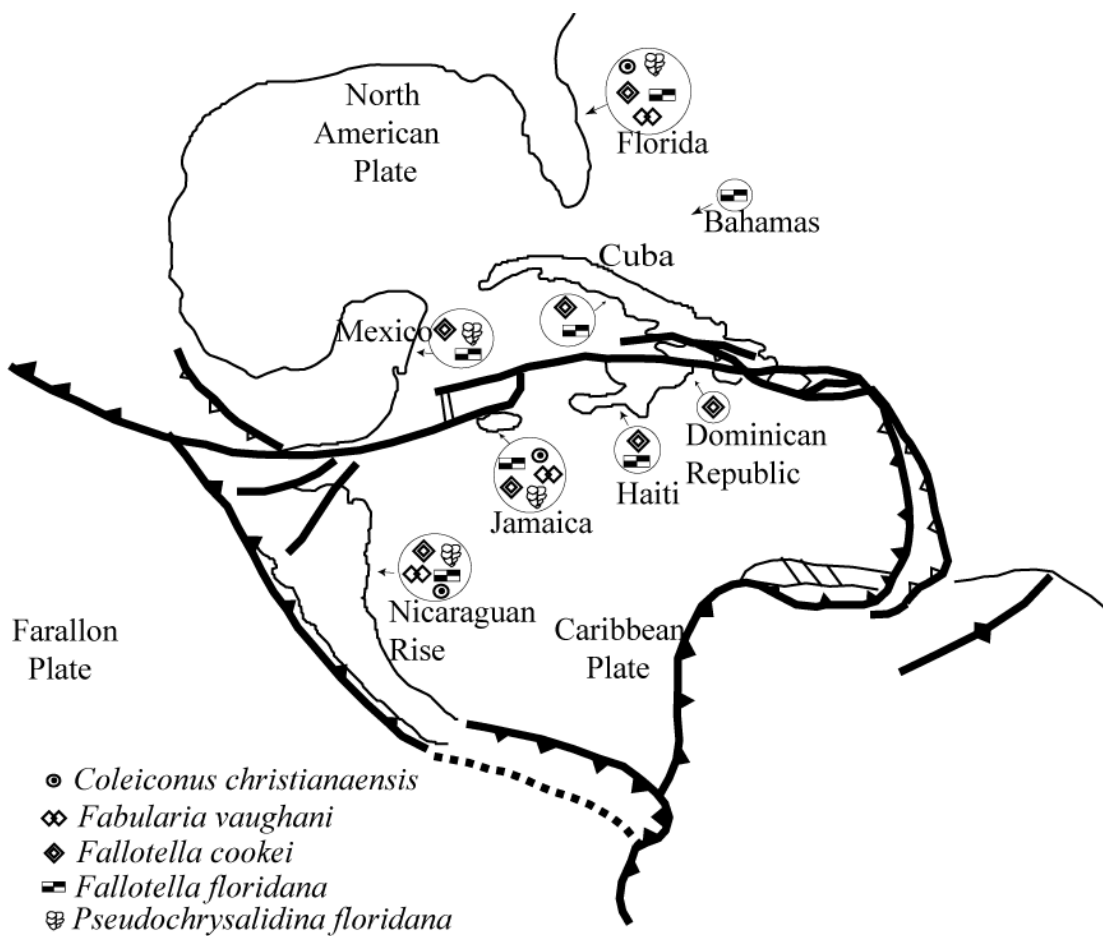 North
American
Plate
Florida
Bahamas
Cuba
Mexico
Dominican
Republic
Haiti
Jamaica
Nicaraguan
Rise
Farallon
Plate
Caribbean
Plate
Coleiconus christianaensis
Fabularia vaughani
Fallotella cookei
Fallotella floridana
Pseudochrysalidina floridana